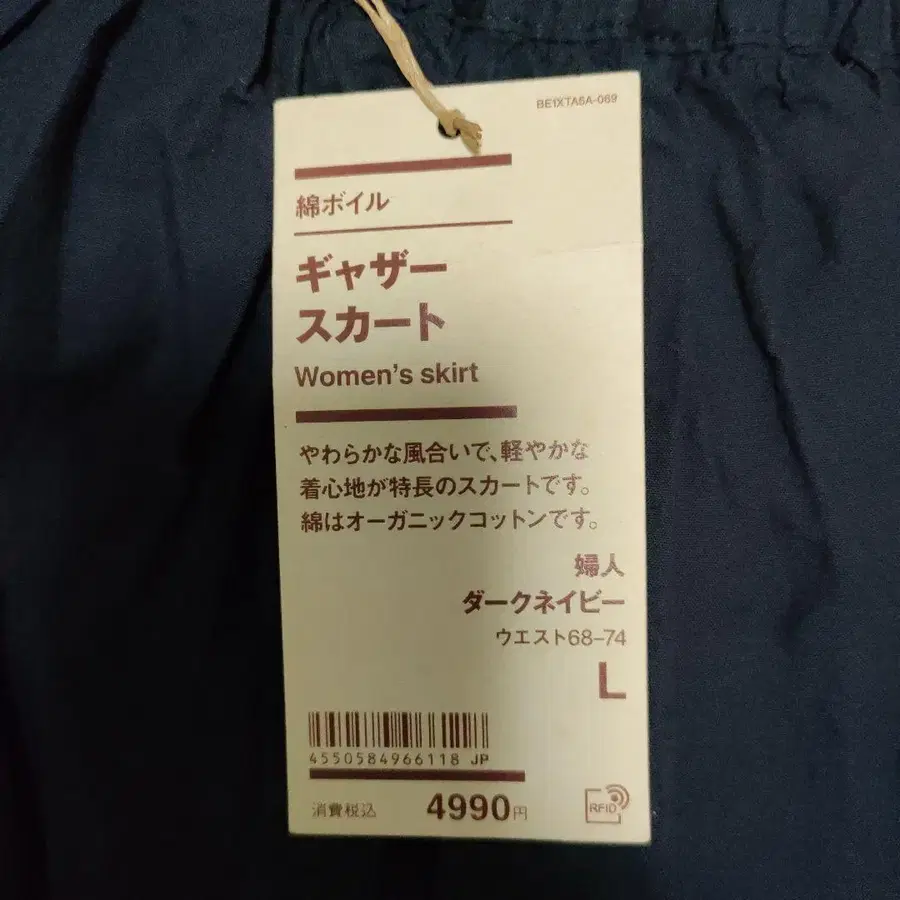 BE1XTA5A-069
綿ボイル
ギャザー
スカート
Women's skirt
やわらかな風合いで、軽やかな
着心地が特長のスカートです。
綿はオーガニックコットンです。
婦人
ダークネイビー
ウエスト68-74
L
4550584966118 JP
消費税込 4990円
RFID